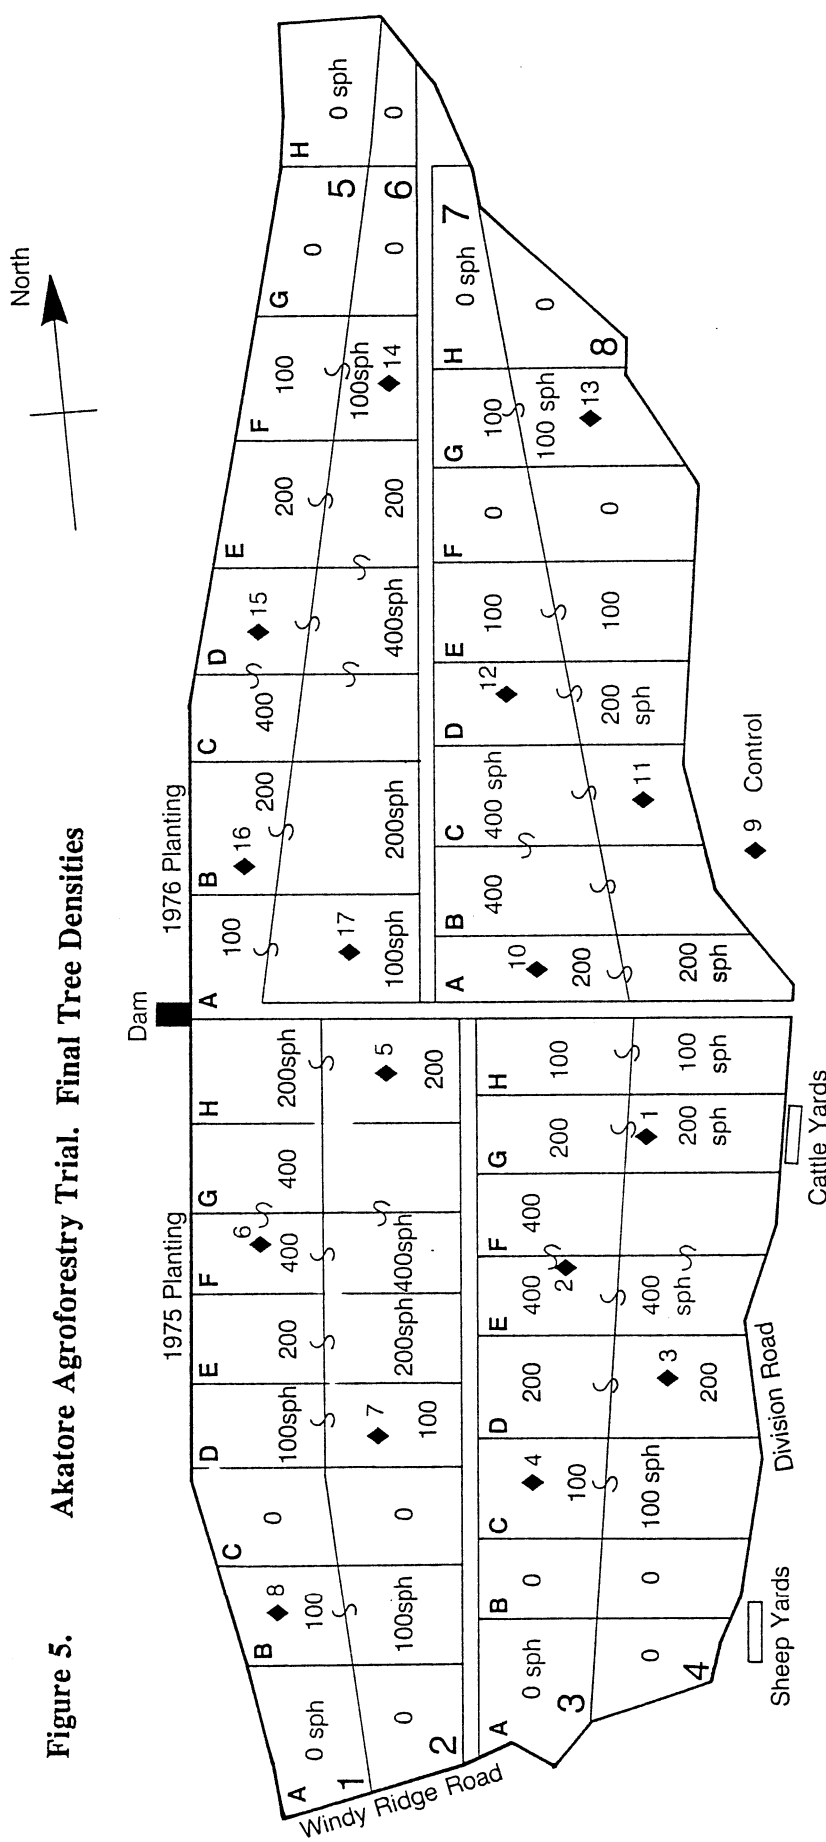 Figure 5. Akatore Agroforestry Trial. Final Tree Densities
North
Dam
1975 Planting
1976 Planting
A B C D E F G H
0 sph
8
100
0
100sph
200
6
400
400
200sph
1
0
100sph
0
7
100
200sph
400sph
5
200
2
A B C D E F G H
100
16
200
400
15
200
100
0
0 sph
5
17
100sph
200sph
400sph
200
100sph
14
0
0
6
Windy Ridge Road
A B C D E F G H
0 sph
0
4
100
200
400
2
400
200
100
3
0
0
100 sph
3
200
400
sph
1
200
sph
100
sph
4
A B C D E F G H
10
200
400
400 sph
12
100
0
100
0 sph
7
200
sph
11
200
sph
100
0
100 sph
13
0
8
Sheep Yards
Division Road
Cattle Yards
9 Control